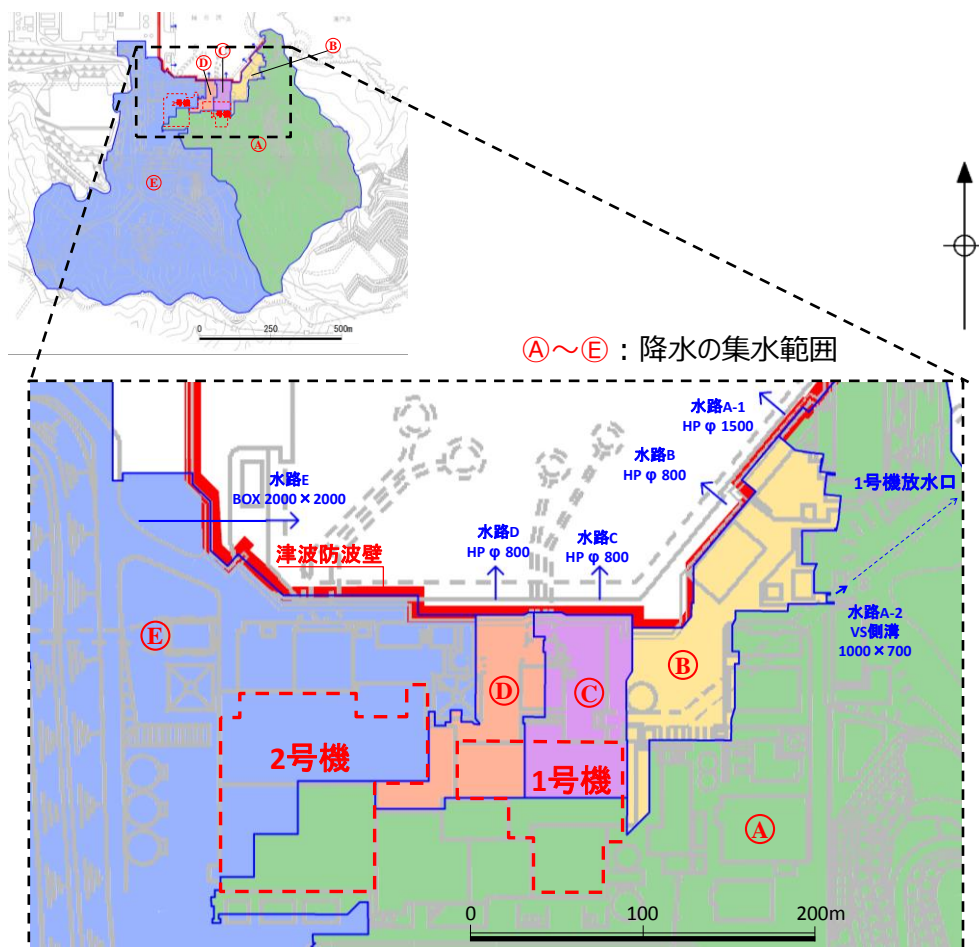 Ⓑ
Ⓒ
Ⓓ
2号機
Ⓐ
Ⓔ
0 250 500m
Ⓐ～Ⓔ：降水の集水範囲
水路A-1
HP φ 1500
水路B
HP φ 800
1号機放水口
水路E
BOX 2000×2000
水路D
HP φ 800
水路C
HP φ 800
津波防波壁
水路A-2
VS側溝
1000×700
Ⓔ
Ⓑ
Ⓓ
Ⓒ
2号機
1号機
Ⓐ
0 100 200m